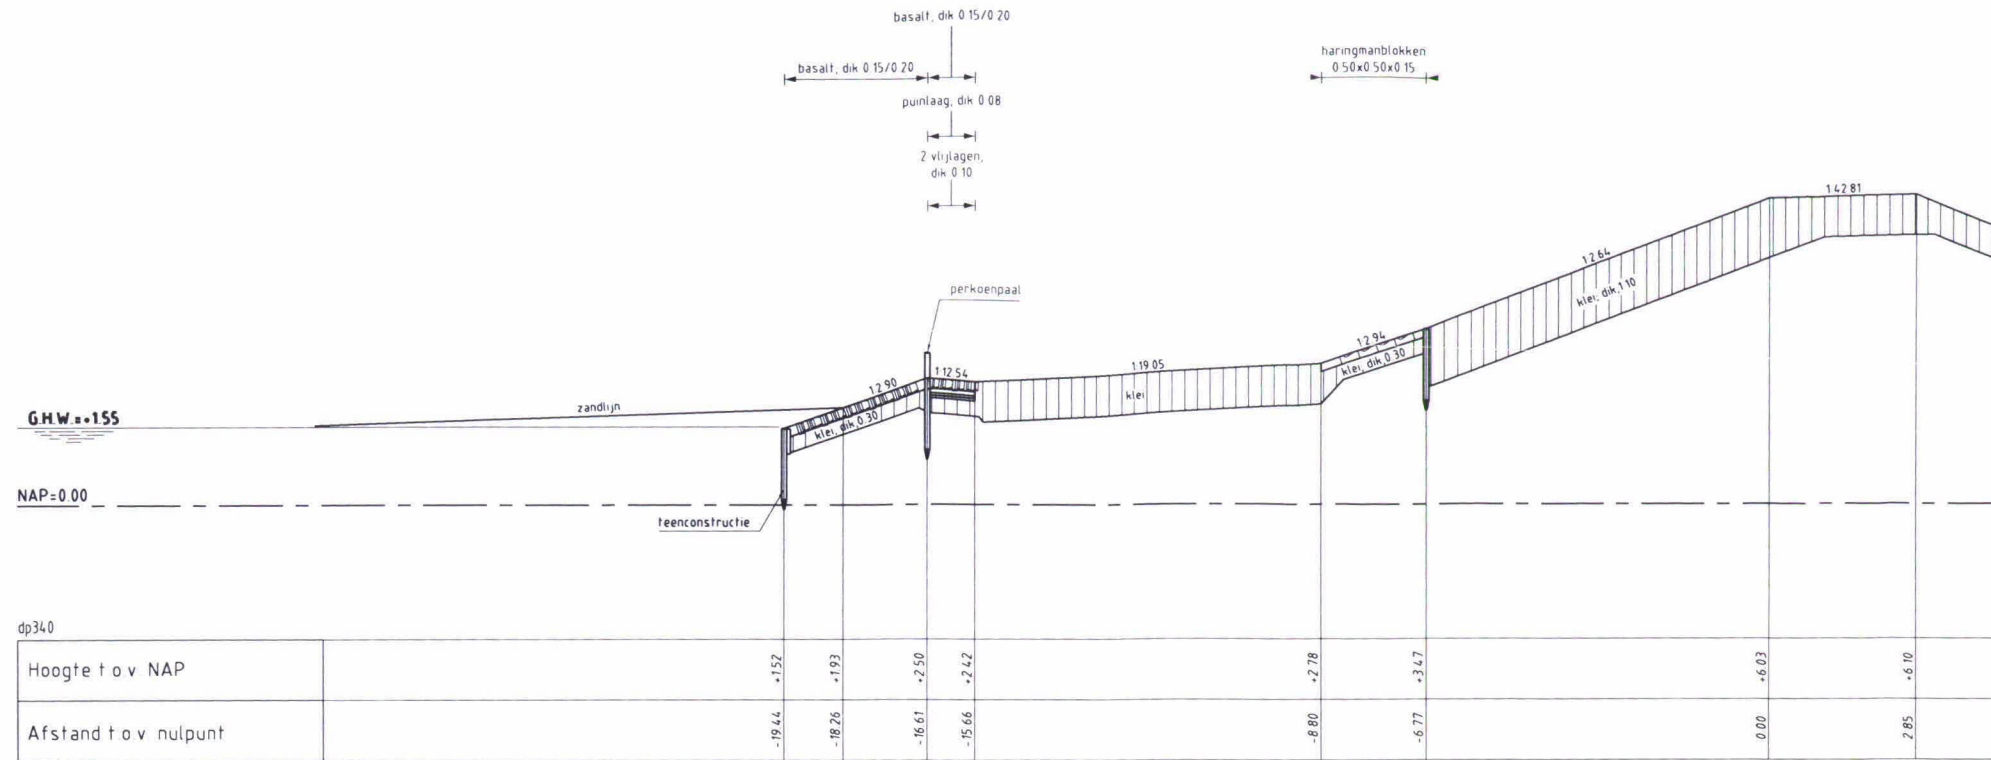 basalt, dik 0.15/0.20
basalt, dik 0.15/0.20
haringmanblokken
0.50x0.50x0.15
puinlaag, dik 0.08
2 vlijlagen,
dik 0.10
1:42.81
1:2.64
klei, dik 1.10
perkoenpaal
1:2.94
klei, dik 0.30
1:19.05
klei
1:12.54
1:2.90
klei, dik 0.30
zandlijn
G.H.W.=+1.55
NAP=0.00
teenconstructie
dp340
Hoogte t o v NAP +1.52 +1.93 +2.50 +2.42 +2.78 +3.47 +6.03 +6.10
Afstand t o v nulpunt -19.44 -18.26 -16.61 -15.66 -8.80 -6.77 0.00 2.85